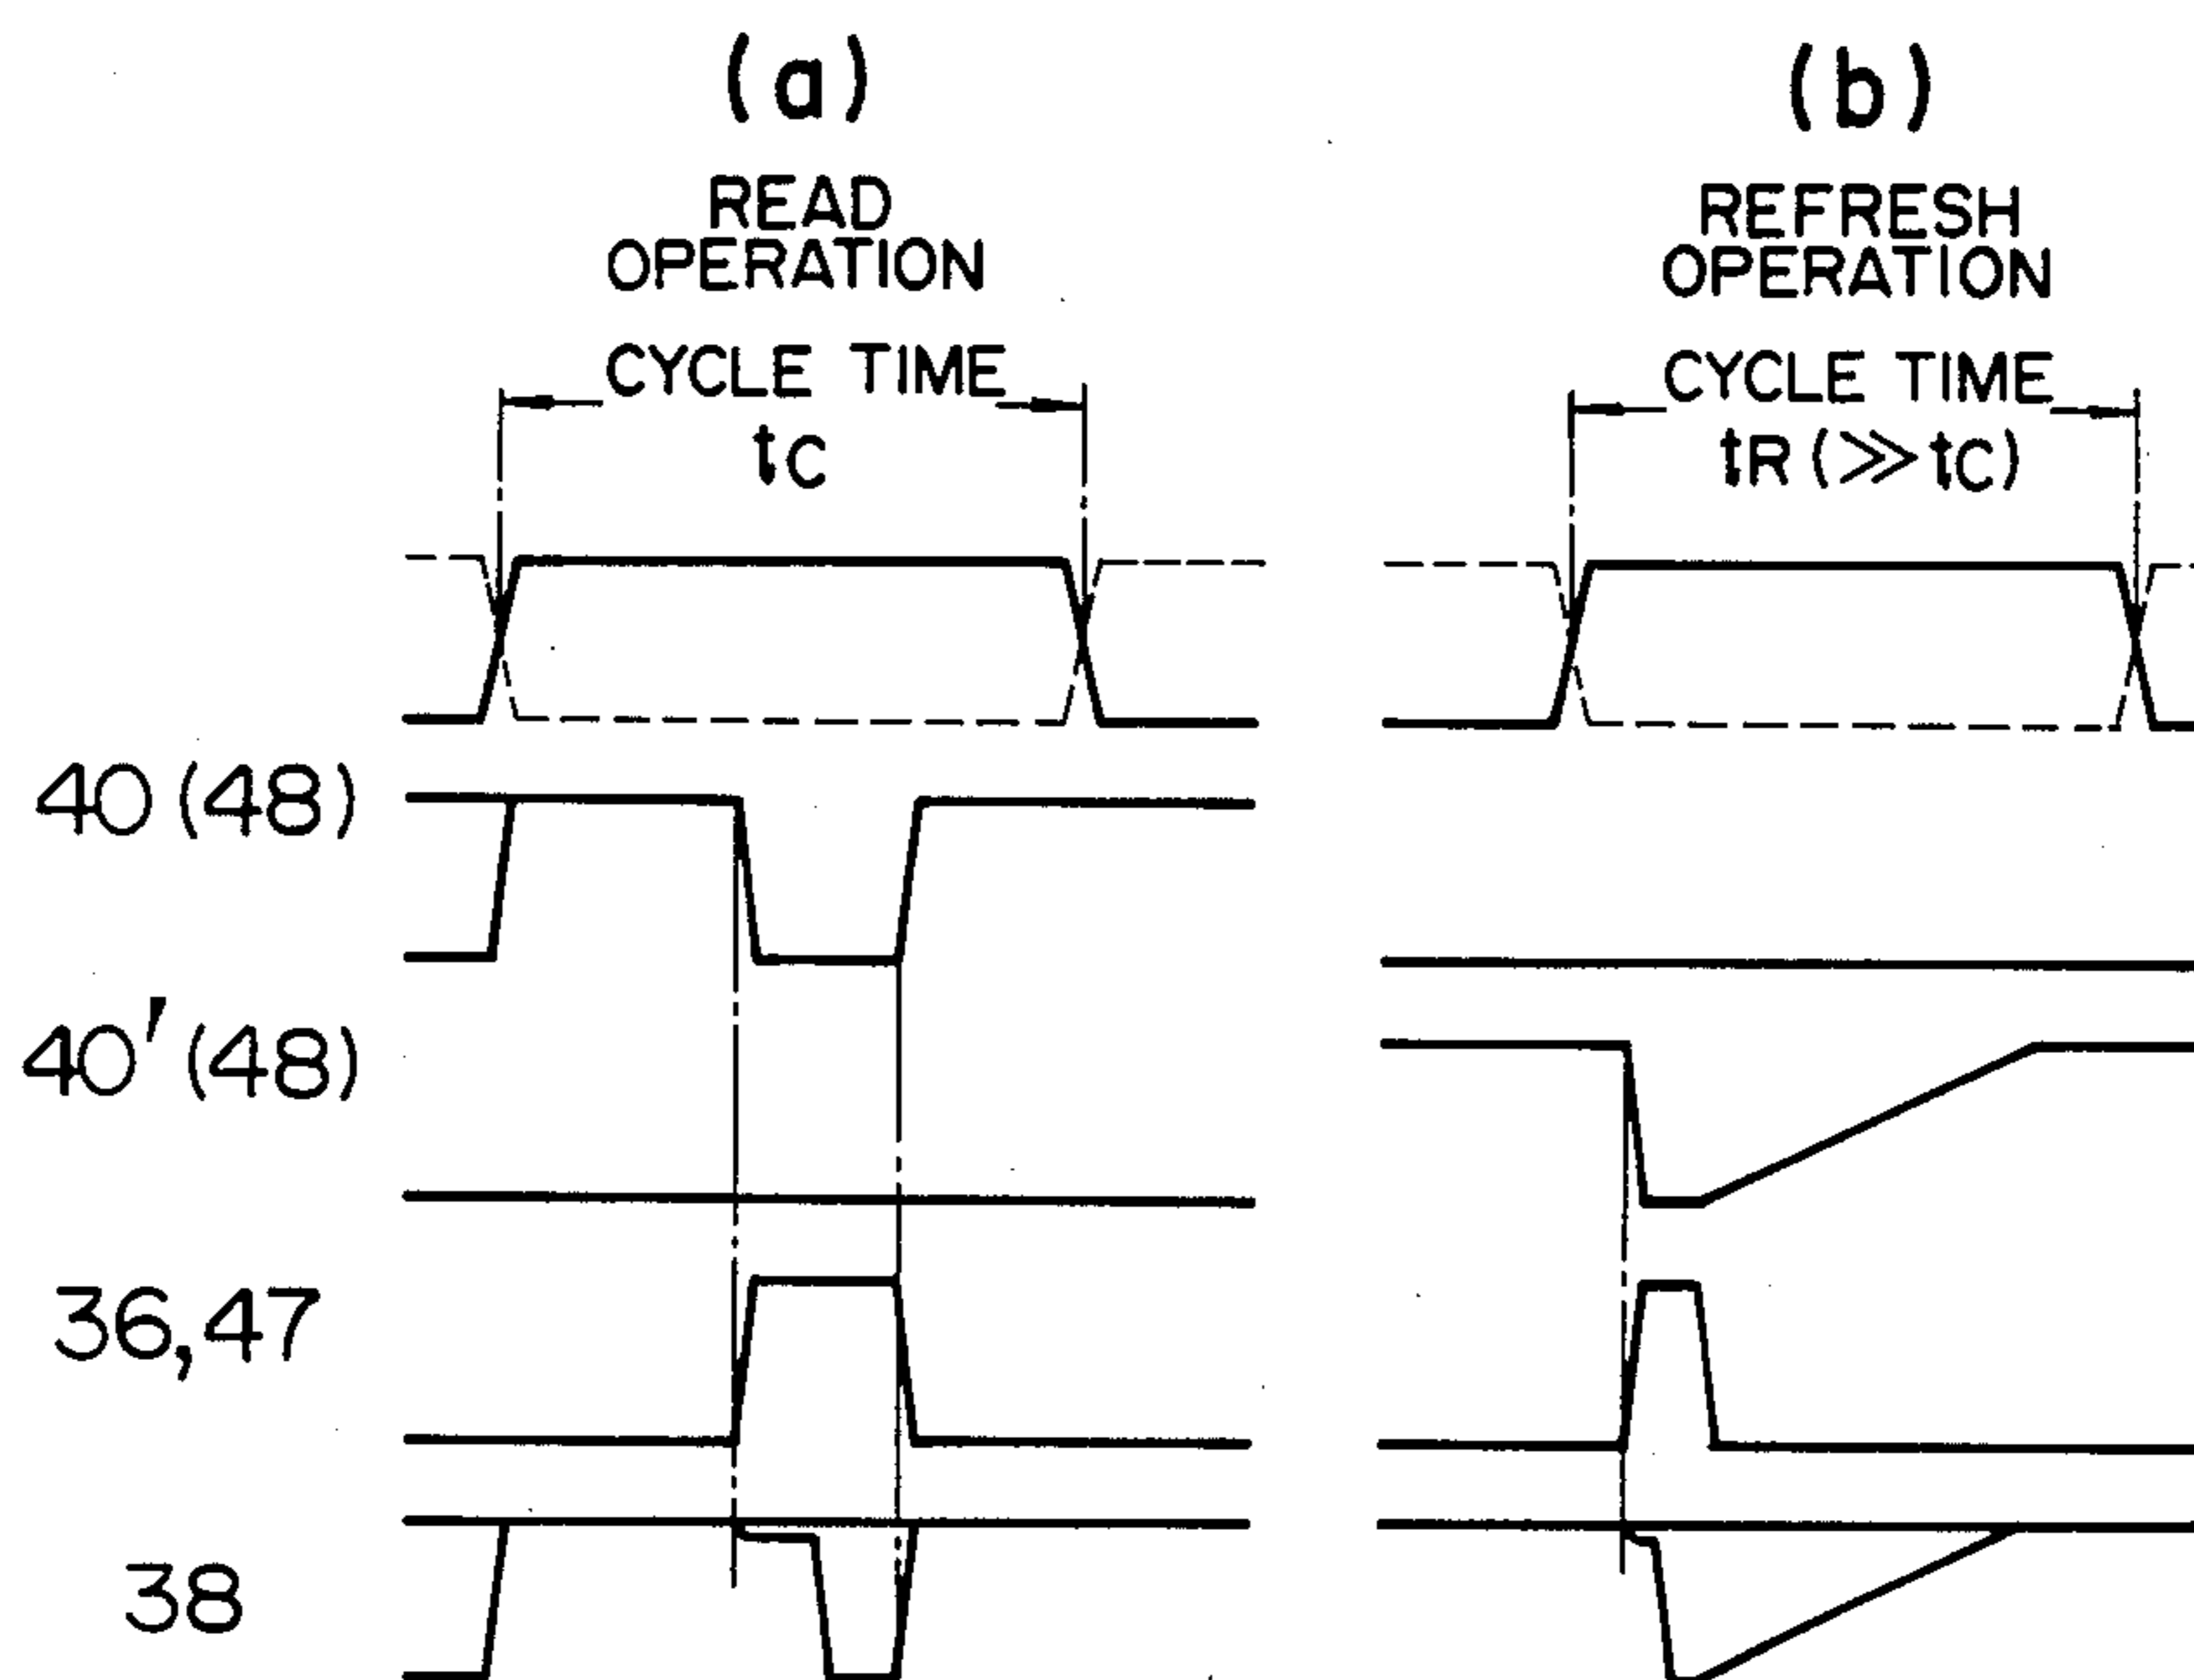 (a)
READ
OPERATION
CYCLE TIME
tC
(b)
REFRESH
OPERATION
CYCLE TIME
tR (≫ tC)
40 (48)
40' (48)
36,47
38